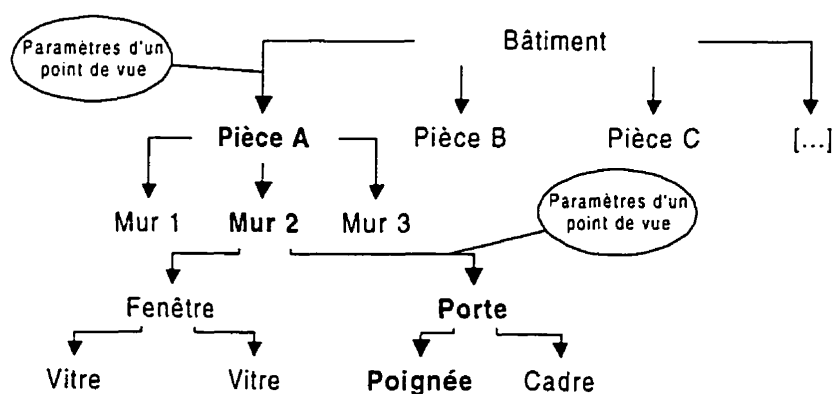 Paramètres d'un
point de vue
Bâtiment
Pièce A Pièce B Pièce C [...]
Mur 1 Mur 2 Mur 3
Paramètres d'un
point de vue
Fenêtre Porte
Vitre Vitre Poignée Cadre